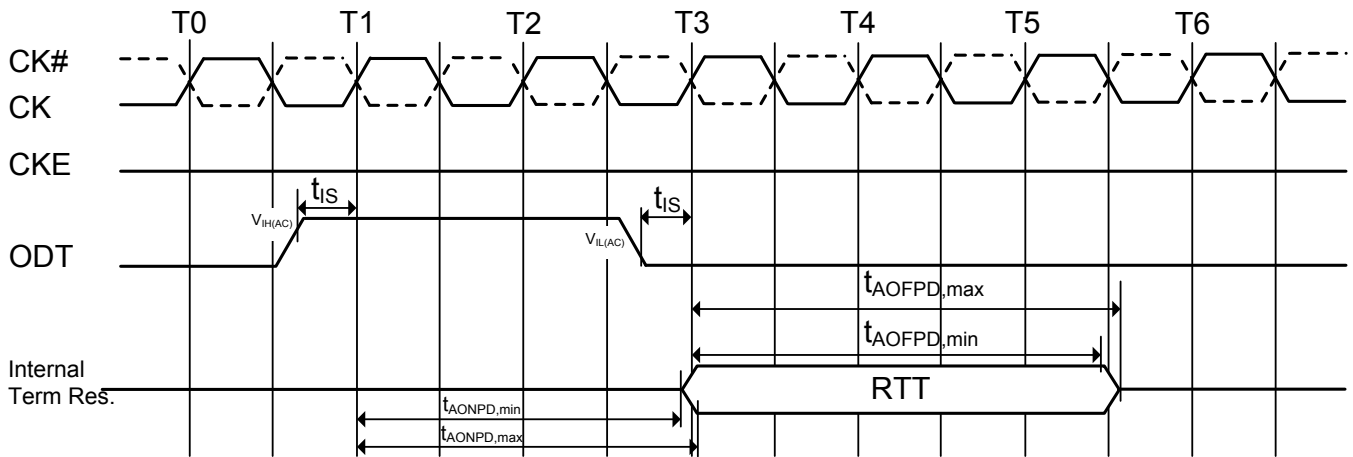 T0 T1 T2 T3 T4 T5 T6
CK#
CK
CKE
tIS
tIS
VIH(AC)
VIL(AC)
ODT
tAOFPD,max
tAOFPD,min
Internal
Term Res.
RTT
tAONPD,min
tAONPD,max